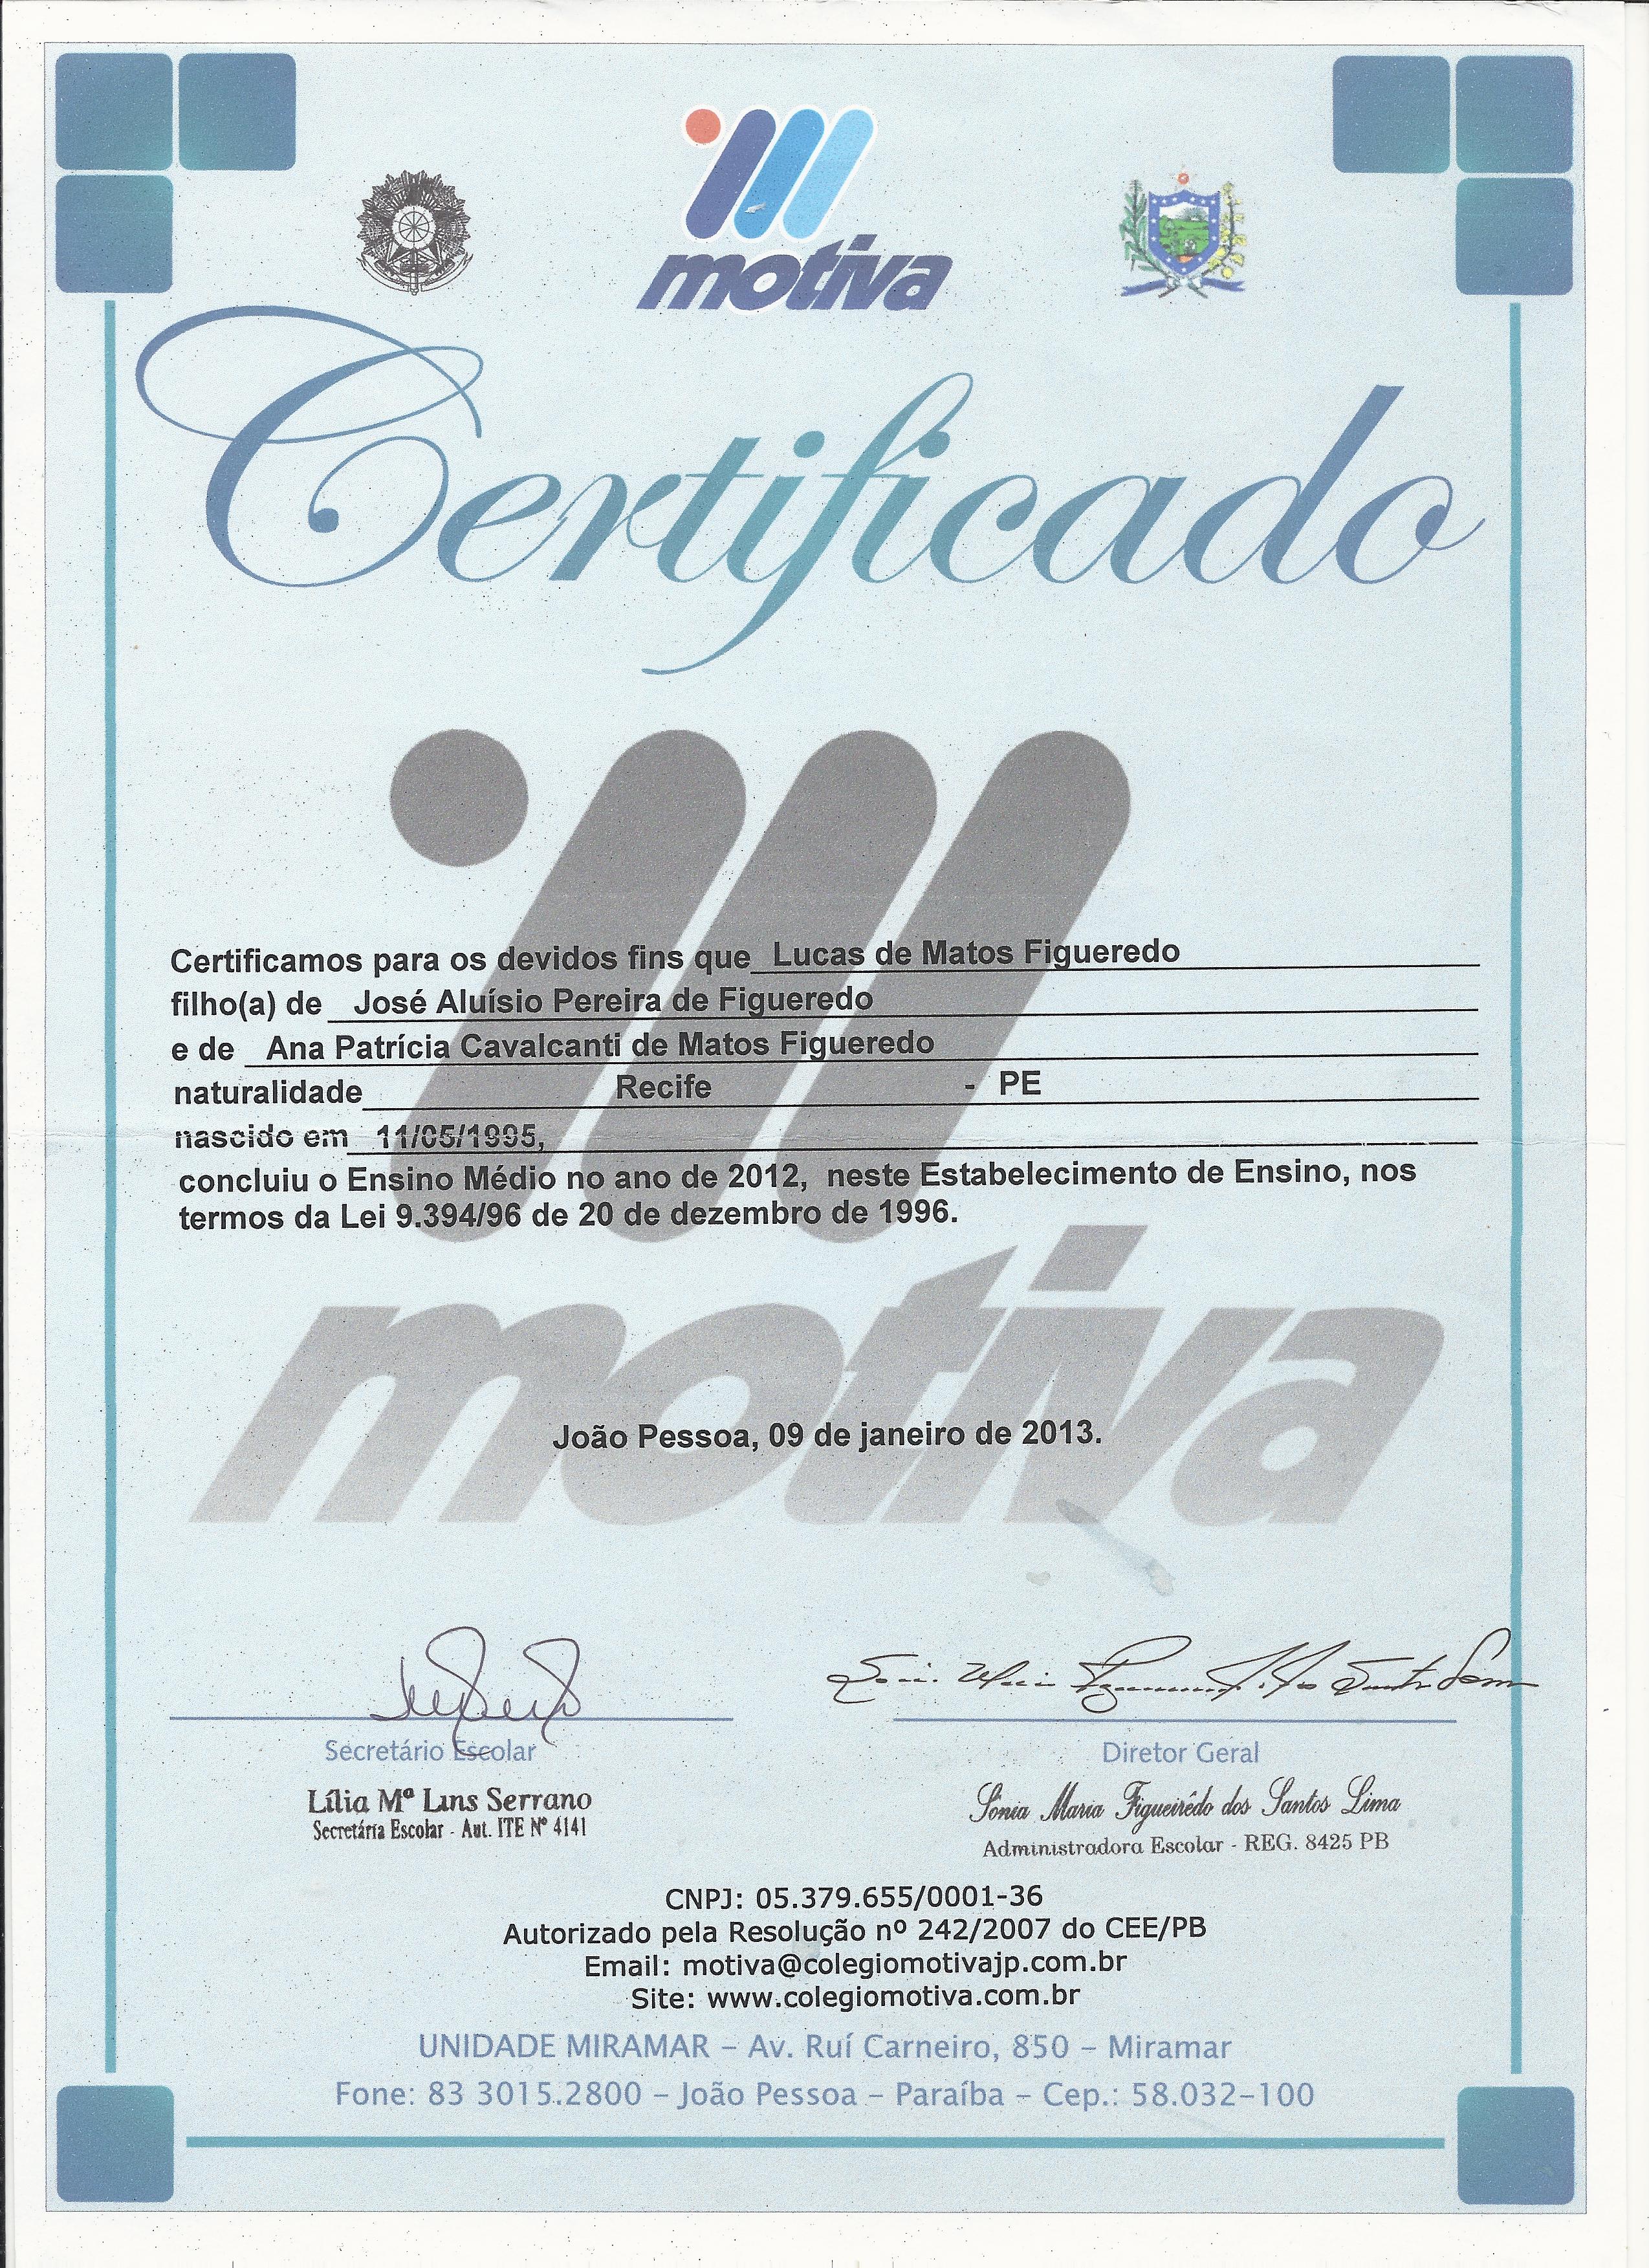 motiva
Certificado
Certificamos para os devidos fins que Lucas de Matos Figueredo
filho(a) de José Aluísio Pereira de Figueredo
e de Ana Patrícia Cavalcanti de Matos Figueredo
naturalidade Recife - PE
nascido em 11/05/1995,
concluiu o Ensino Médio no ano de 2012, neste Estabelecimento de Ensino, nos
termos da Lei 9.394/96 de 20 de dezembro de 1996.
motiva
João Pessoa, 09 de janeiro de 2013.
Secretário Escolar
Diretor Geral
Lília Mª Lins Serrano
Secretária Escolar - Aut. ITE Nº 4141
Sônia Maria Figueirêdo dos Santos Lima
Administradora Escolar - REG. 8425 PB
CNPJ: 05.379.655/0001-36
Autorizado pela Resolução nº 242/2007 do CEE/PB
Email: motiva@colegiomotivajp.com.br
Site: www.colegiomotiva.com.br
UNIDADE MIRAMAR – Av. Ruí Carneiro, 850 – Miramar
Fone: 83 3015.2800 – João Pessoa – Paraíba – Cep.: 58.032-100